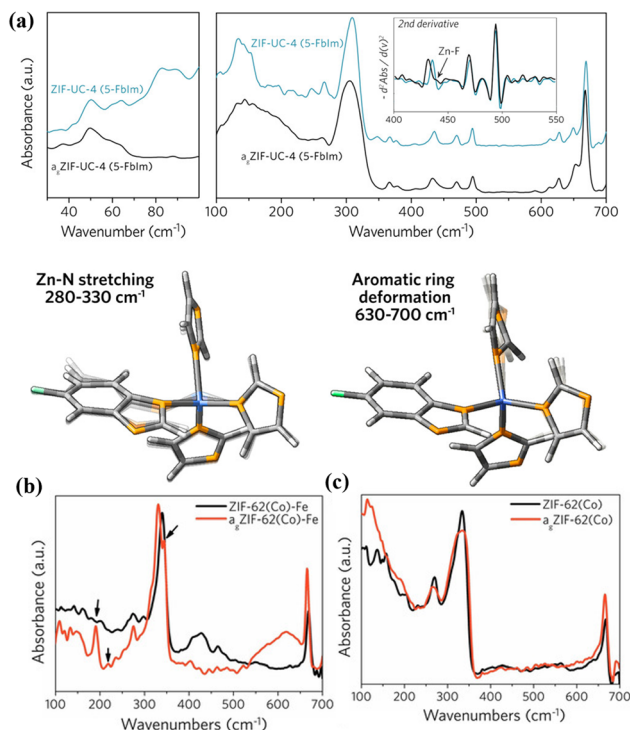 (a)
Absorbance (a.u.)
ZIF-UC-4 (5-FbIm)
agZIF-UC-4 (5-FbIm)
40 60 80
Wavenumber (cm-1)
ZIF-UC-4 (5-FbIm)
agZIF-UC-4 (5-FbIm)
100 200 300 400 500 600 700
Wavenumber (cm-1)
2nd derivative
- d²Abs / d(v)²
Zn-F
400 450 500 550
Zn-N stretching
280-330 cm-1
Aromatic ring
deformation
630-700 cm-1
(b)
Absorbance (a.u.)
ZIF-62(Co)-Fe
agZIF-62(Co)-Fe
100 200 300 400 500 600 700
Wavenumbers (cm-1)
(c)
Absorbance (a.u.)
ZIF-62(Co)
agZIF-62(Co)
100 200 300 400 500 600 700
Wavenumbers (cm-1)